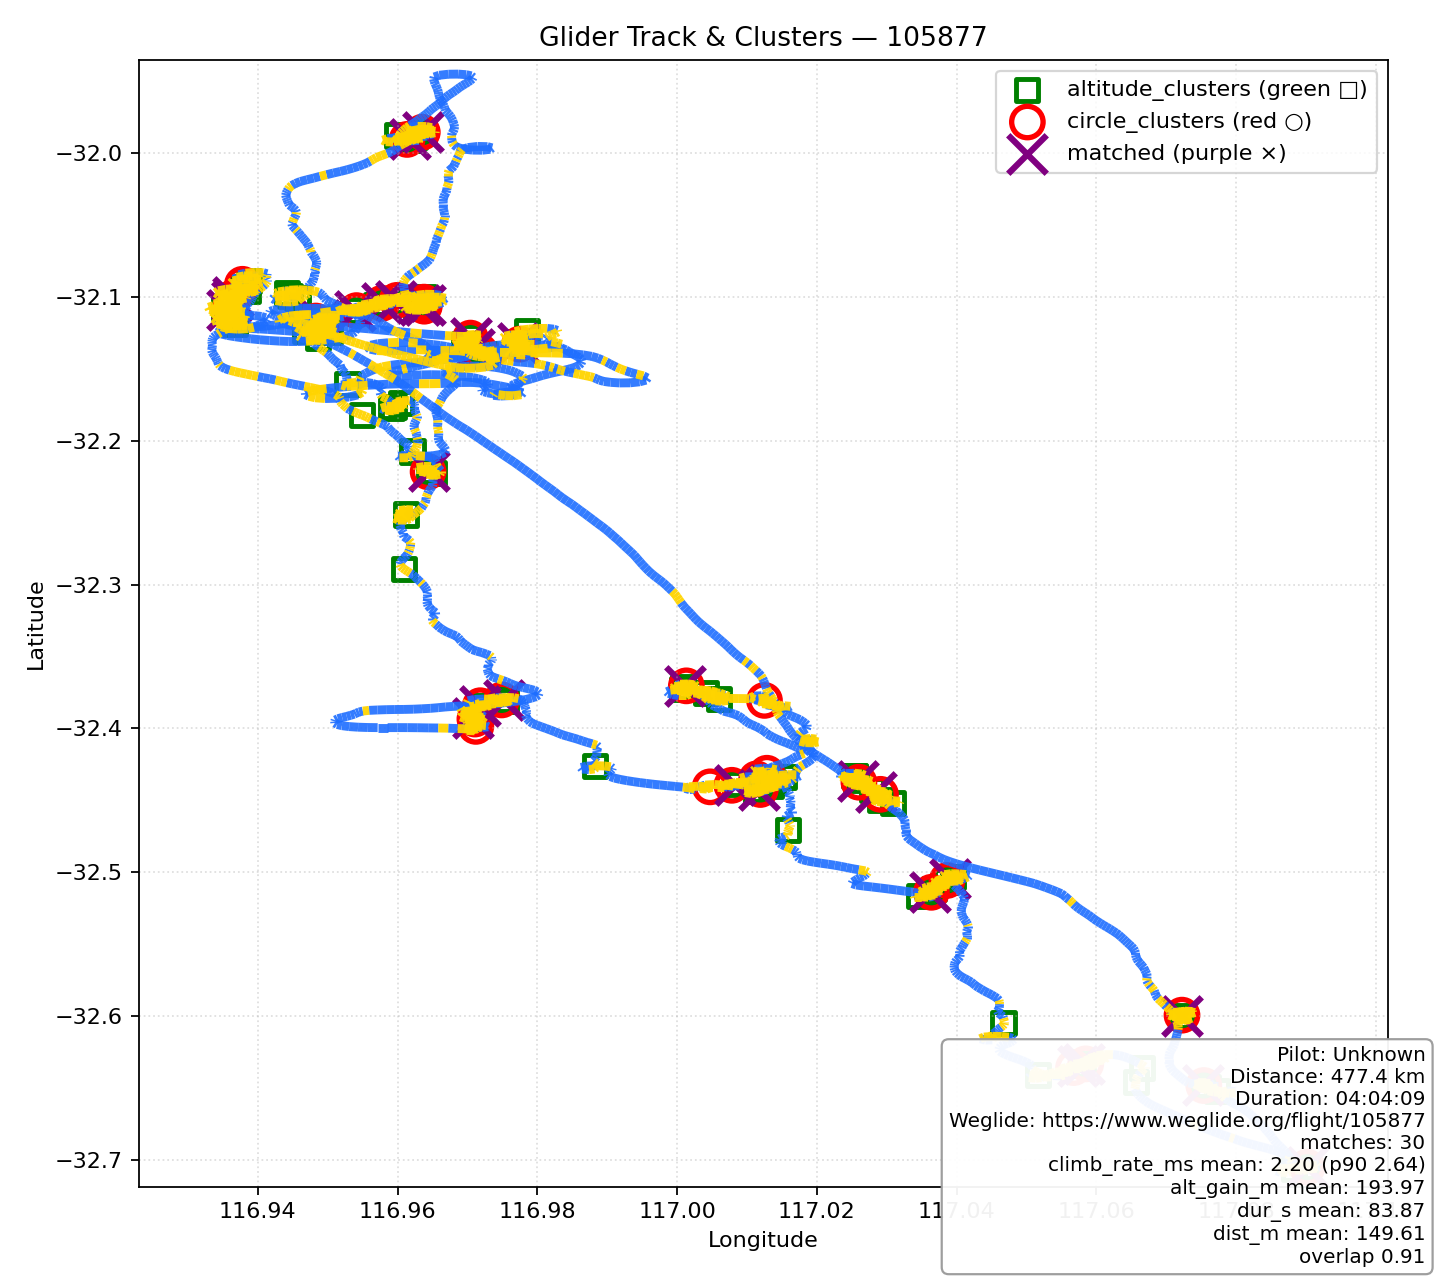 Glider Track & Clusters — 105877
altitude_clusters (green □)
circle_clusters (red ○)
matched (purple ×)
−32.0
−32.1
−32.2
−32.3
−32.4
−32.5
−32.6
−32.7
Latitude
116.94
116.96
116.98
117.00
117.02
117.04
117.06
Longitude
Pilot: Unknown
Distance: 477.4 km
Duration: 04:04:09
Weglide: https://www.weglide.org/flight/105877
matches: 30
climb_rate_ms mean: 2.20 (p90 2.64)
alt_gain_m mean: 193.97
dur_s mean: 83.87
dist_m mean: 149.61
overlap 0.91